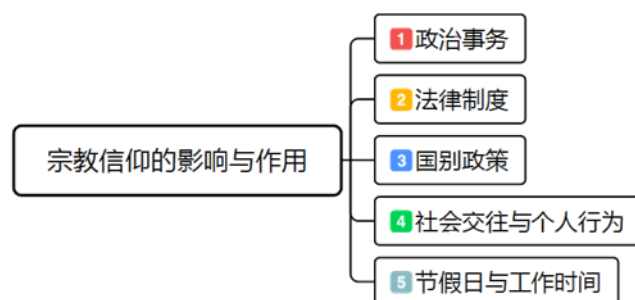 宗教信仰的影响与作用
1 政治事务
2 法律制度
3 国别政策
4 社会交往与个人行为
5 节假日与工作时间